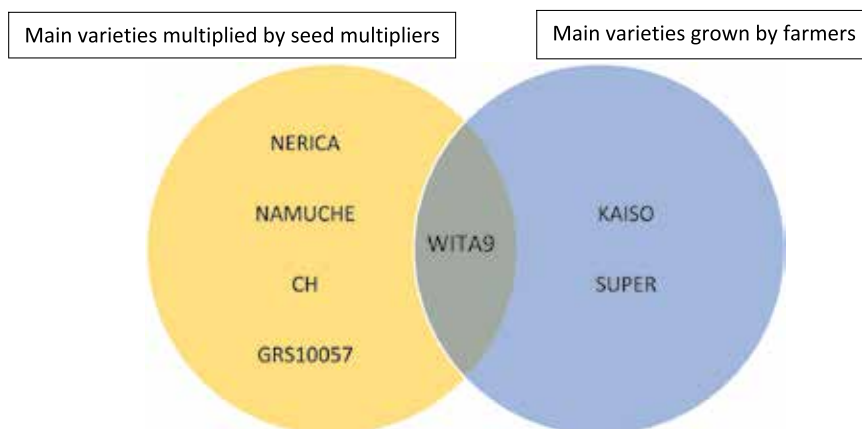 Main varieties multiplied by seed multipliers
Main varieties grown by farmers
NERICA
NAMUCHE
CH
GRS10057
WITA9
KAISO
SUPER